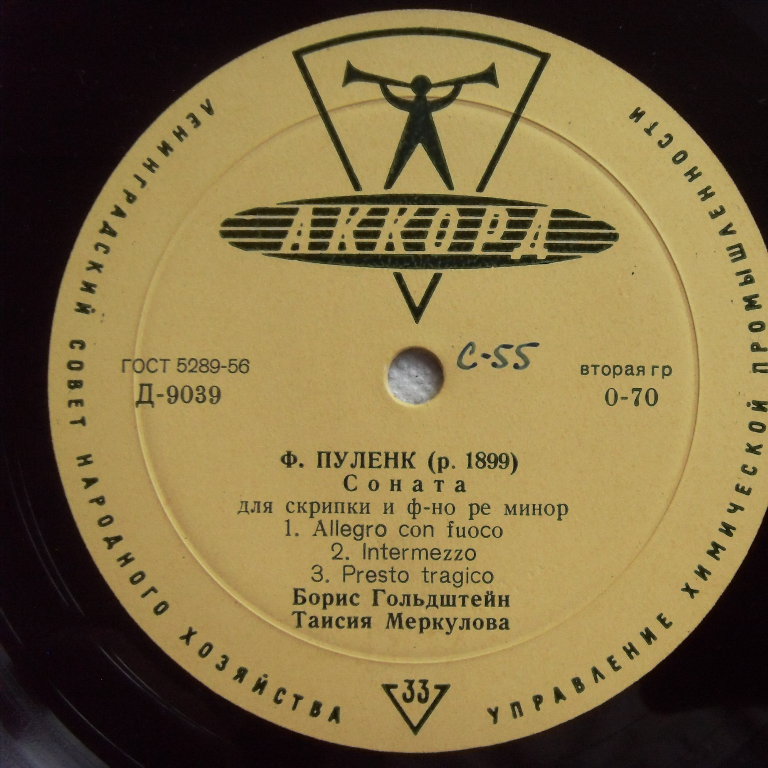 ЛЕНИНГРАДСКИЙ СОВЕТ НАРОДНОГО ХОЗЯЙСТВА
УПРАВЛЕНИЕ ХИМИЧЕСКОЙ ПРОМЫШЛЕННОСТИ
АККОРД
С-55
ГОСТ 5289-56
Д-9039
вторая гр
0-70
Ф. ПУЛЕНК (р. 1899)
Соната
для скрипки и ф-но ре минор
1. Allegro con fuoco
2. Intermezzo
3. Presto tragico
Борис Гольдштейн
Таисия Меркулова
33